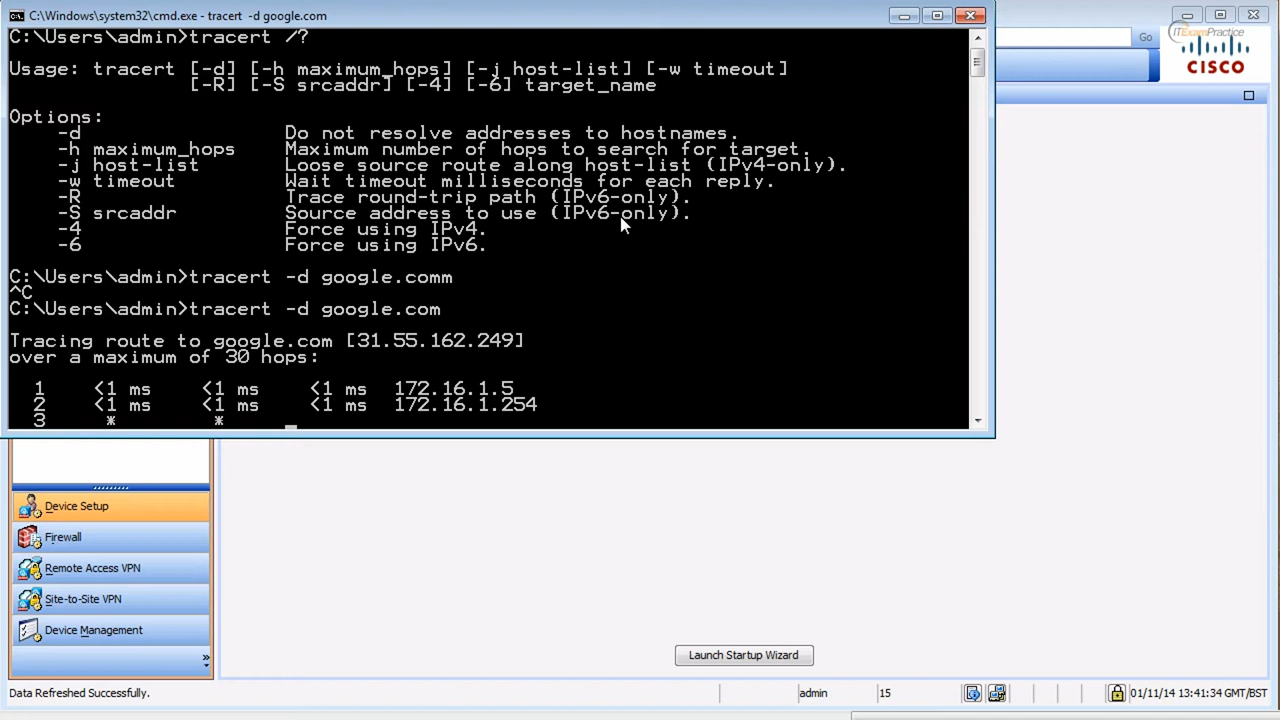 C:\Windows\system32\cmd.exe - tracert -d google.com
C:\Users\admin>tracert /?
Usage: tracert [-d] [-S maximum_hops] [-j host-list] [-w timeout]
[-R] [-S srcaddr] [-4] [-6] target_name
Options:
-d Do not resolve addresses to hostnames.
-h maximum_hops Maximum number of hops to search for target.
-j host-list Loose source route along host-list (IPv4-only).
-w timeout Wait timeout milliseconds for each reply.
-R Trace round-trip path (IPv6-only).
-S srcaddr Source address to use (IPv6-only).
-4 Force using IPv4.
-6 Force using IPv6.
C:\Users\admin>tracert -d google.comm
^C
C:\Users\admin>tracert -d google.com
Tracing route to google.com [31.55.162.249]
over a maximum of 30 hops:
1 <1 ms <1 ms <1 ms 172.16.1.5
2 <1 ms <1 ms <1 ms 172.16.1.254
3 * *
Go
ITExamPractice
CISCO
Device Setup
Firewall
Remote Access VPN
Site-to-Site VPN
Device Management
»
Launch Startup Wizard
Data Refreshed Successfully.
admin
15
01/11/14 13:41:34 GMT/BST